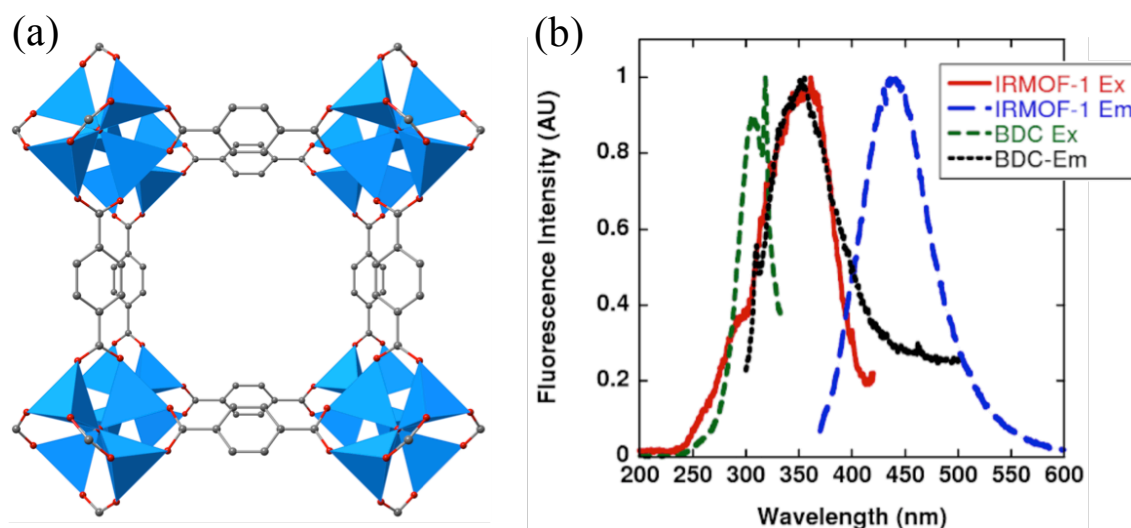 (a)
(b)
Fluorescence Intensity (AU)
1
0.8
0.6
0.4
0.2
0
200 250 300 350 400 450 500 550 600
Wavelength (nm)
IRMOF-1 Ex
IRMOF-1 Em
BDC Ex
BDC-Em